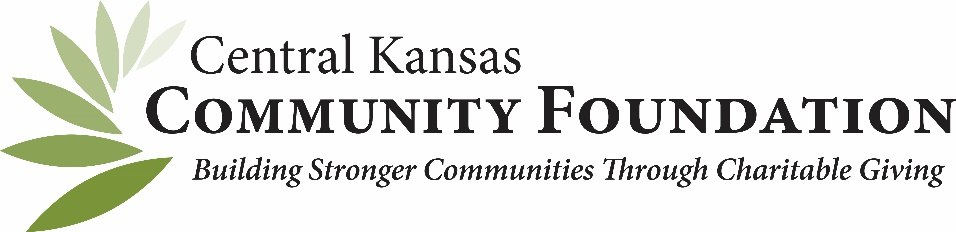 Central Kansas
Community Foundation
Building Stronger Communities Through Charitable Giving